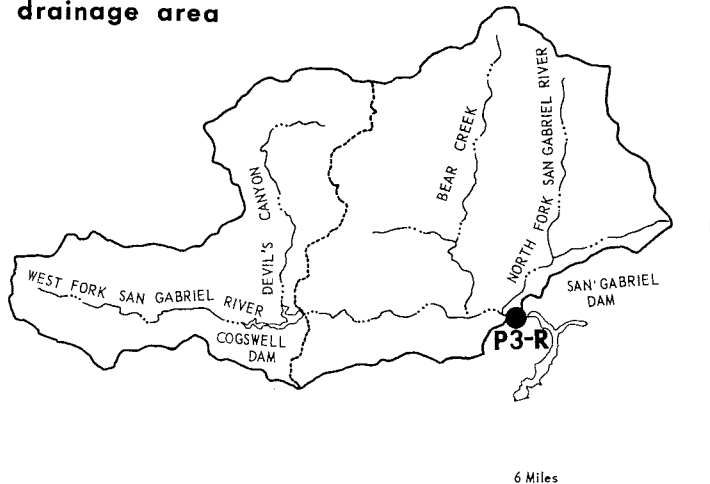 drainage area
BEAR CREEK
NORTH FORK SAN GABRIEL RIVER
DEVIL'S CANYON
WEST FORK SAN GABRIEL RIVER
SAN GABRIEL
DAM
COGSWELL
DAM
P3-R
6 Miles